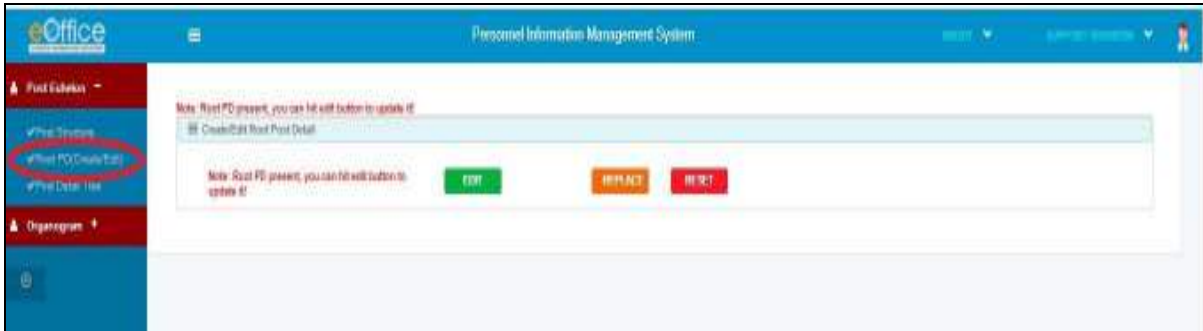 eOffice
Personnel Information Management System
Post Echelon −
Post Structure
Root PD(Create/Edit)
Post Detail Tree
Organogram +
Note: Root PD present, you can hit edit button to update it!
Create/Edit Root Post Detail
Note: Root PD present, you can hit edit button to
update it!
EDIT
REPLACE
RESET